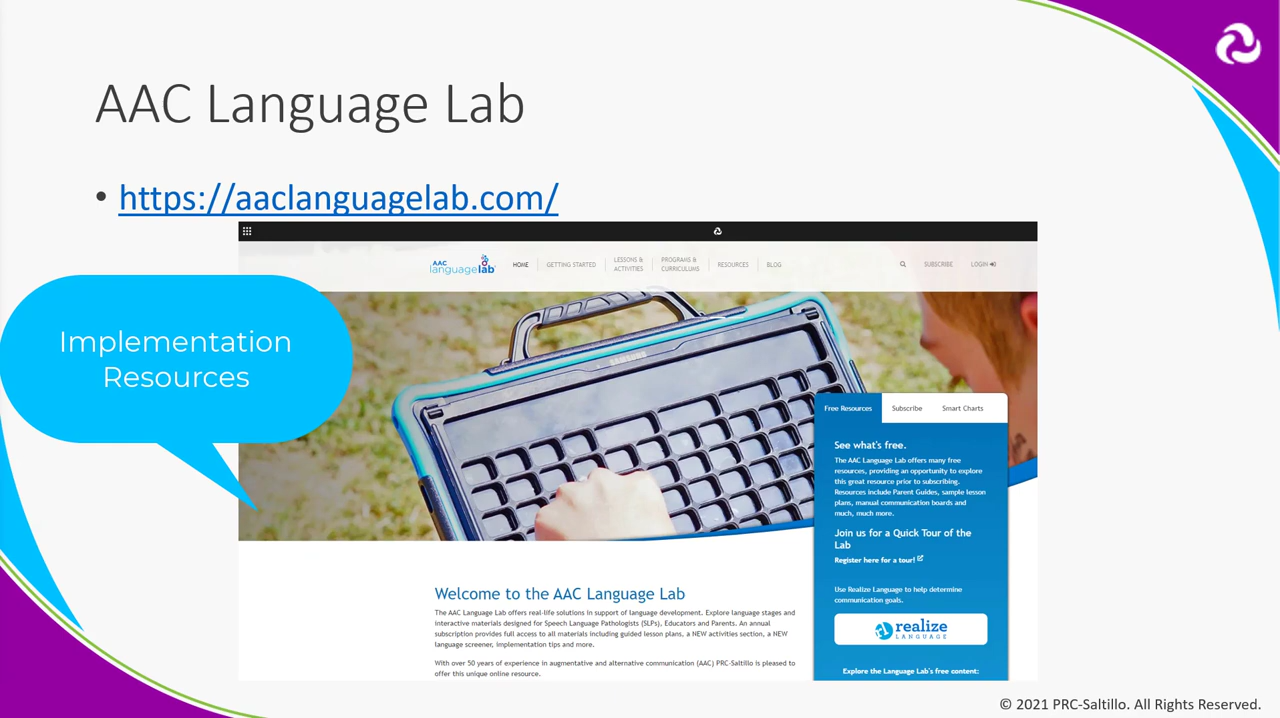 AAC Language Lab
• https://aaclanguagelab.com/
AAC
languagelab
HOME
GETTING STARTED
LESSONS &
ACTIVITIES
PROGRAMS &
CURRICULUMS
RESOURCES
BLOG
SUBSCRIBE
LOGIN
Implementation
Resources
SAMSUNG
Free Resources
Subscribe
Smart Charts
See what's free.
The AAC Language Lab offers many free
resources, providing an opportunity to explore
this great resource prior to subscribing.
Resources include Parent Guides, sample lesson
plans, manual communication boards and
much, much more.
Join us for a Quick Tour of the
Lab
Register here for a tour!
Use Realize Language to help determine
communication goals.
realize
LANGUAGE
Explore the Language Lab's free content:
Welcome to the AAC Language Lab
The AAC Language Lab offers real-life solutions in support of language development. Explore language stages and
interactive materials designed for Speech Language Pathologists (SLPs), Educators and Parents. An annual
subscription provides full access to all materials including guided lesson plans, a NEW activities section, a NEW
language screener, implementation tips and more.
With over 50 years of experience in augmentative and alternative communication (AAC) PRC-Saltillo is pleased to
offer this unique online resource.
© 2021 PRC-Saltillo. All Rights Reserved.